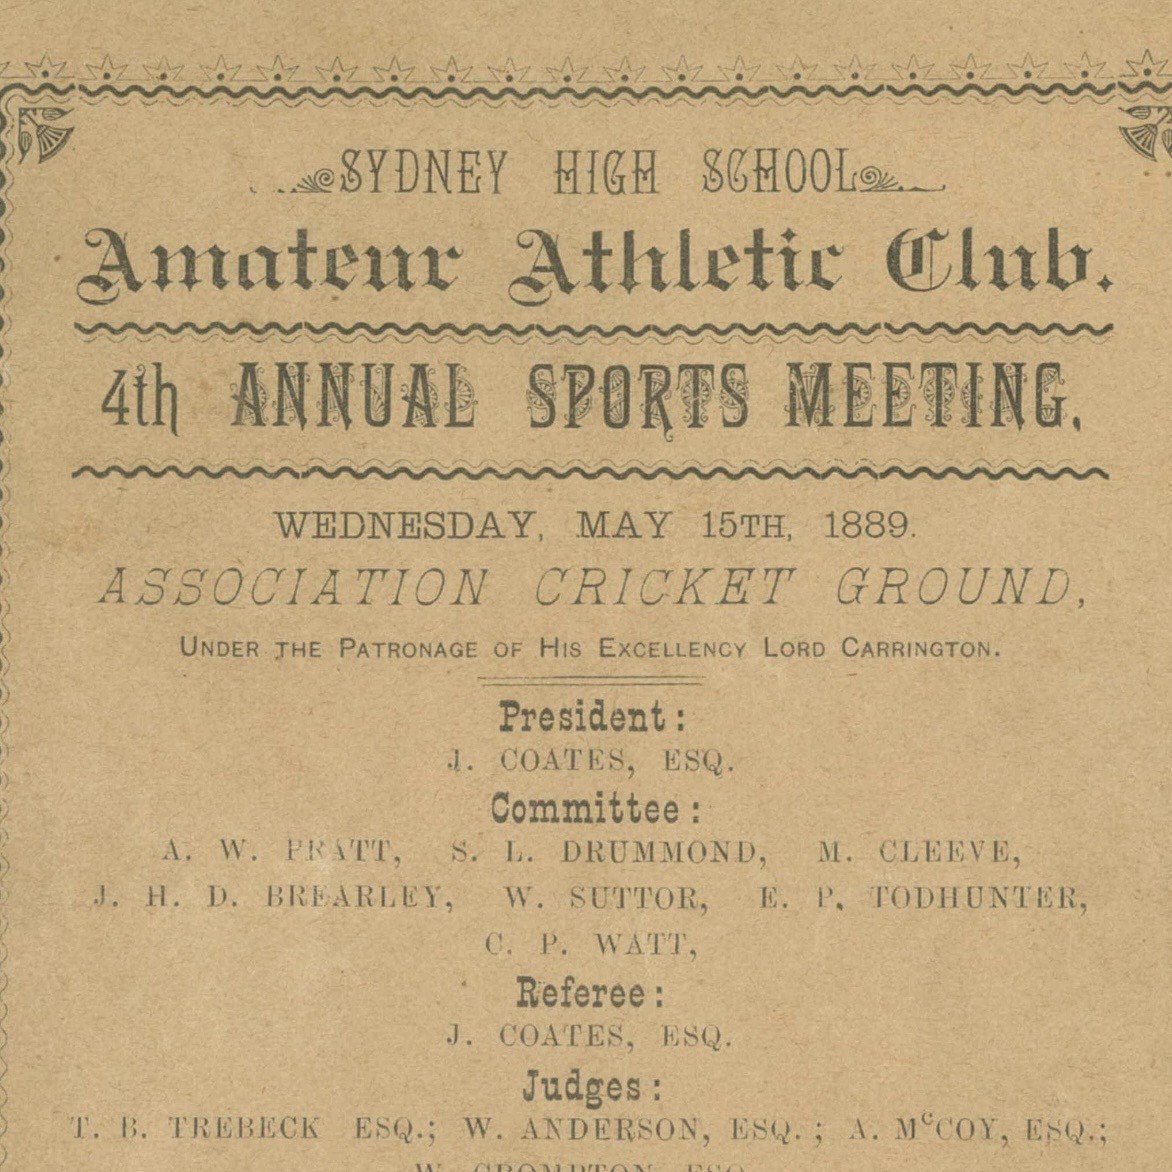 SYDNEY HIGH SCHOOL
Amateur Athletic Club.
4th ANNUAL SPORTS MEETING.
WEDNESDAY, MAY 15TH, 1889.
ASSOCIATION CRICKET GROUND,
UNDER THE PATRONAGE OF HIS EXCELLENCY LORD CARRINGTON.
President:
J. COATES, ESQ.
Committee:
A. W. PRATT, S. L. DRUMMOND, M. CLEEVE,
J. H. D. BREARLEY, W. SUTTOR, E. P. TODHUNTER,
C. P. WATT,
Referee:
J. COATES, ESQ.
Judges:
T. B. TREBECK ESQ.; W. ANDERSON, ESQ.; A. McCOY, ESQ.;
W. CROMPTON ESQ